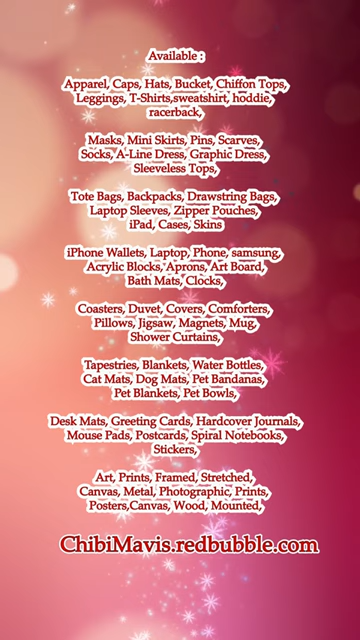 Available :
Apparel, Caps, Hats, Bucket, Chiffon Tops,
Leggings, T-Shirts,sweatshirt, hoddie,
racerback,
Masks, Mini Skirts, Pins, Scarves,
Socks, A-Line Dress, Graphic Dress,
Sleeveless Tops,
Tote Bags, Backpacks, Drawstring Bags,
Laptop Sleeves, Zipper Pouches,
iPad, Cases, Skins
iPhone Wallets, Laptop, Phone, samsung,
Acrylic Blocks, Aprons, Art Board,
Bath Mats, Clocks,
Coasters, Duvet, Covers, Comforters,
Pillows, Jigsaw, Magnets, Mug,
Shower Curtains,
Tapestries, Blankets, Water Bottles,
Cat Mats, Dog Mats, Pet Bandanas,
Pet Blankets, Pet Bowls,
Desk Mats, Greeting Cards, Hardcover Journals,
Mouse Pads, Postcards, Spiral Notebooks,
Stickers,
Art, Prints, Framed, Stretched,
Canvas, Metal, Photographic, Prints,
Posters,Canvas, Wood, Mounted,
ChibiMavis.redbubble.com